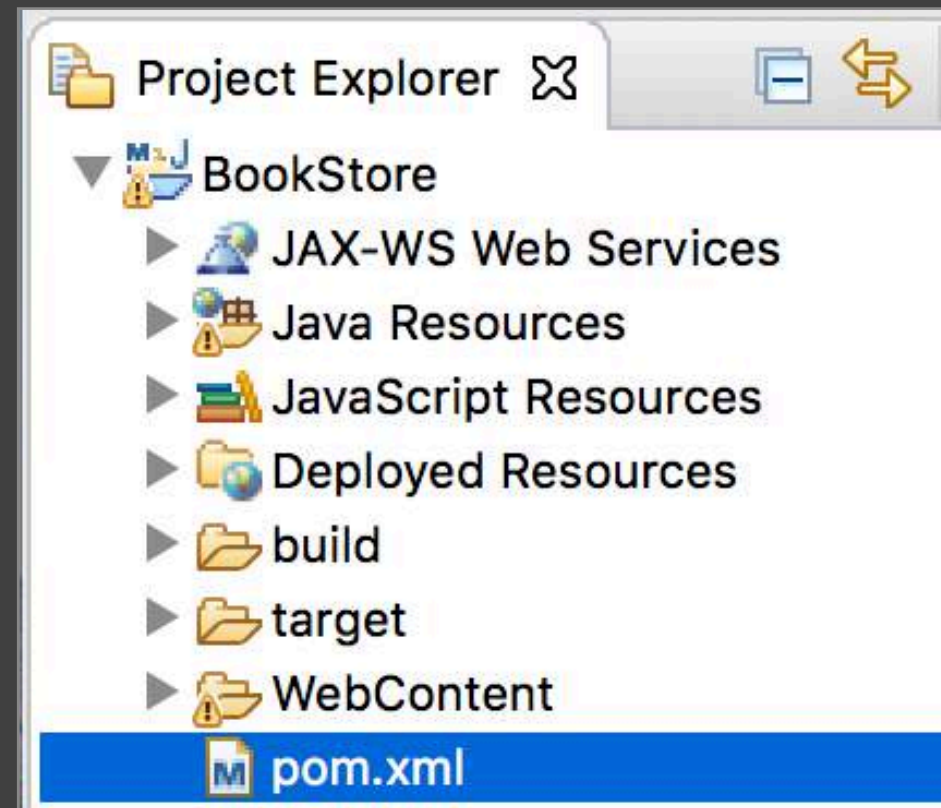 Project Explorer
BookStore
JAX-WS Web Services
Java Resources
JavaScript Resources
Deployed Resources
build
target
WebContent
pom.xml